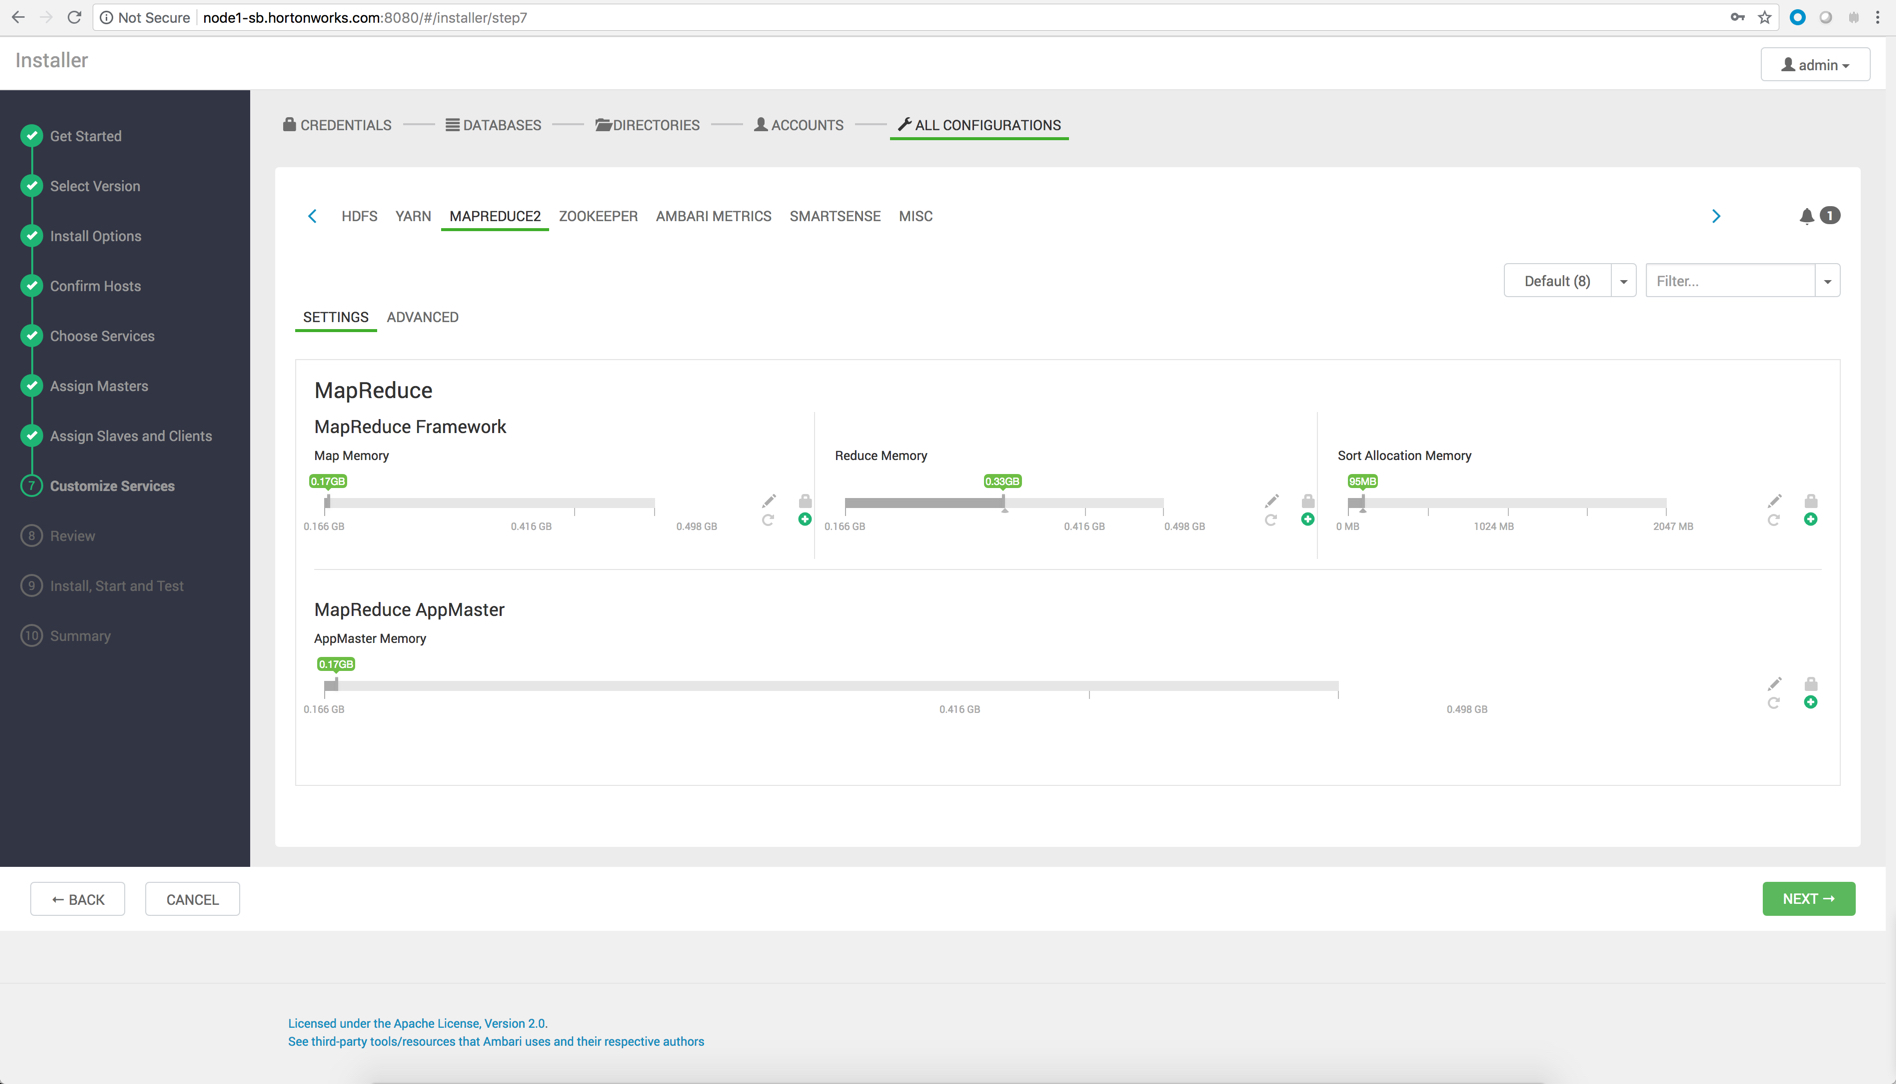 Not Secure node1-sb.hortonworks.com:8080/#/installer/step7
Installer
admin
Get Started
Select Version
Install Options
Confirm Hosts
Choose Services
Assign Masters
Assign Slaves and Clients
7 Customize Services
8 Review
9 Install, Start and Test
10 Summary
CREDENTIALS DATABASES DIRECTORIES ACCOUNTS ALL CONFIGURATIONS
HDFS YARN MAPREDUCE2 ZOOKEEPER AMBARI METRICS SMARTSENSE MISC 1
Default (8) Filter...
SETTINGS ADVANCED
MapReduce
MapReduce Framework
Map Memory
0.17GB
0.166 GB 0.416 GB 0.498 GB
Reduce Memory
0.33GB
0.166 GB 0.416 GB 0.498 GB
Sort Allocation Memory
95MB
0 MB 1024 MB 2047 MB
MapReduce AppMaster
AppMaster Memory
0.17GB
0.166 GB 0.416 GB 0.498 GB
← BACK CANCEL NEXT →
Licensed under the Apache License, Version 2.0.
See third-party tools/resources that Ambari uses and their respective authors